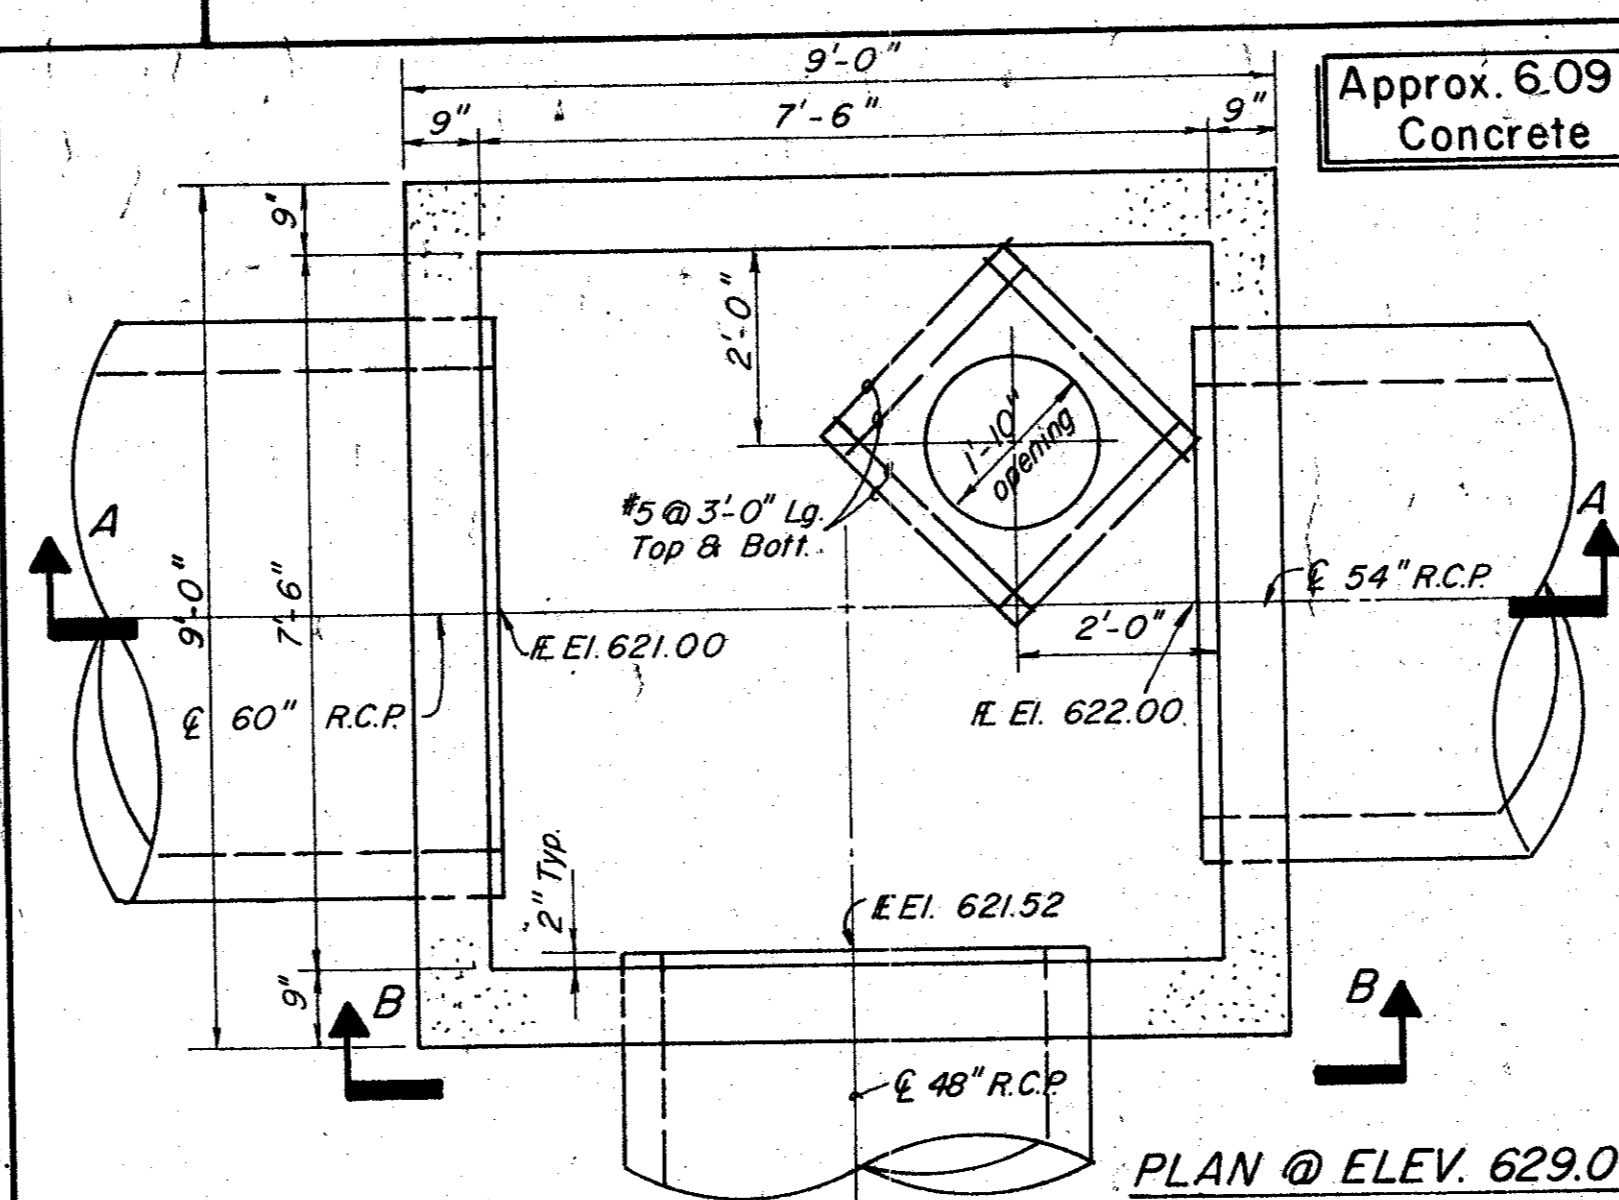 9'-0"
Approx. 6.09
Concrete
9"
7'-6"
9"
9"
2'-0"
1'-10"
opening
#5 @ 3'-0" Lg.
Top & Bott.
A
A
9'-0"
7'-6"
℄ 54" R.C.P.
2'-0"
El. 621.00
℄ 60" R.C.P.
El. 622.00
2" Typ.
El. 621.52
9"
B
B
℄ 48" R.C.P.
PLAN @ ELEV. 629.0